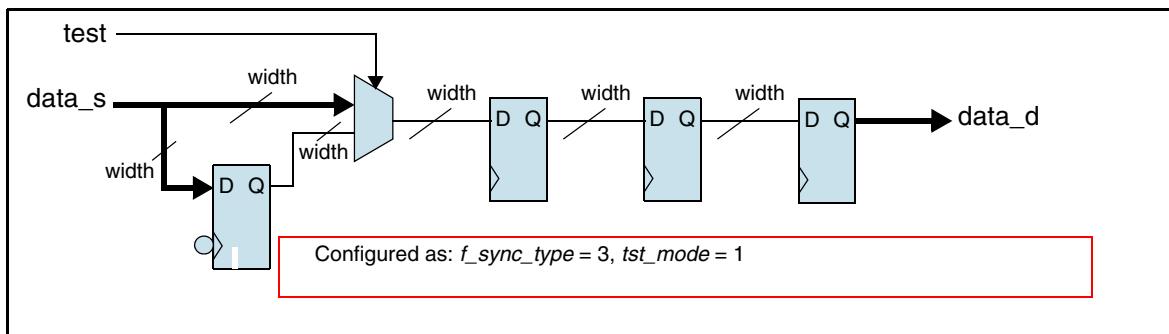 test
width
width
width
width
data_s
data_d
D Q
D Q
D Q
width
width
D Q
Configured as: f_sync_type = 3, tst_mode = 1